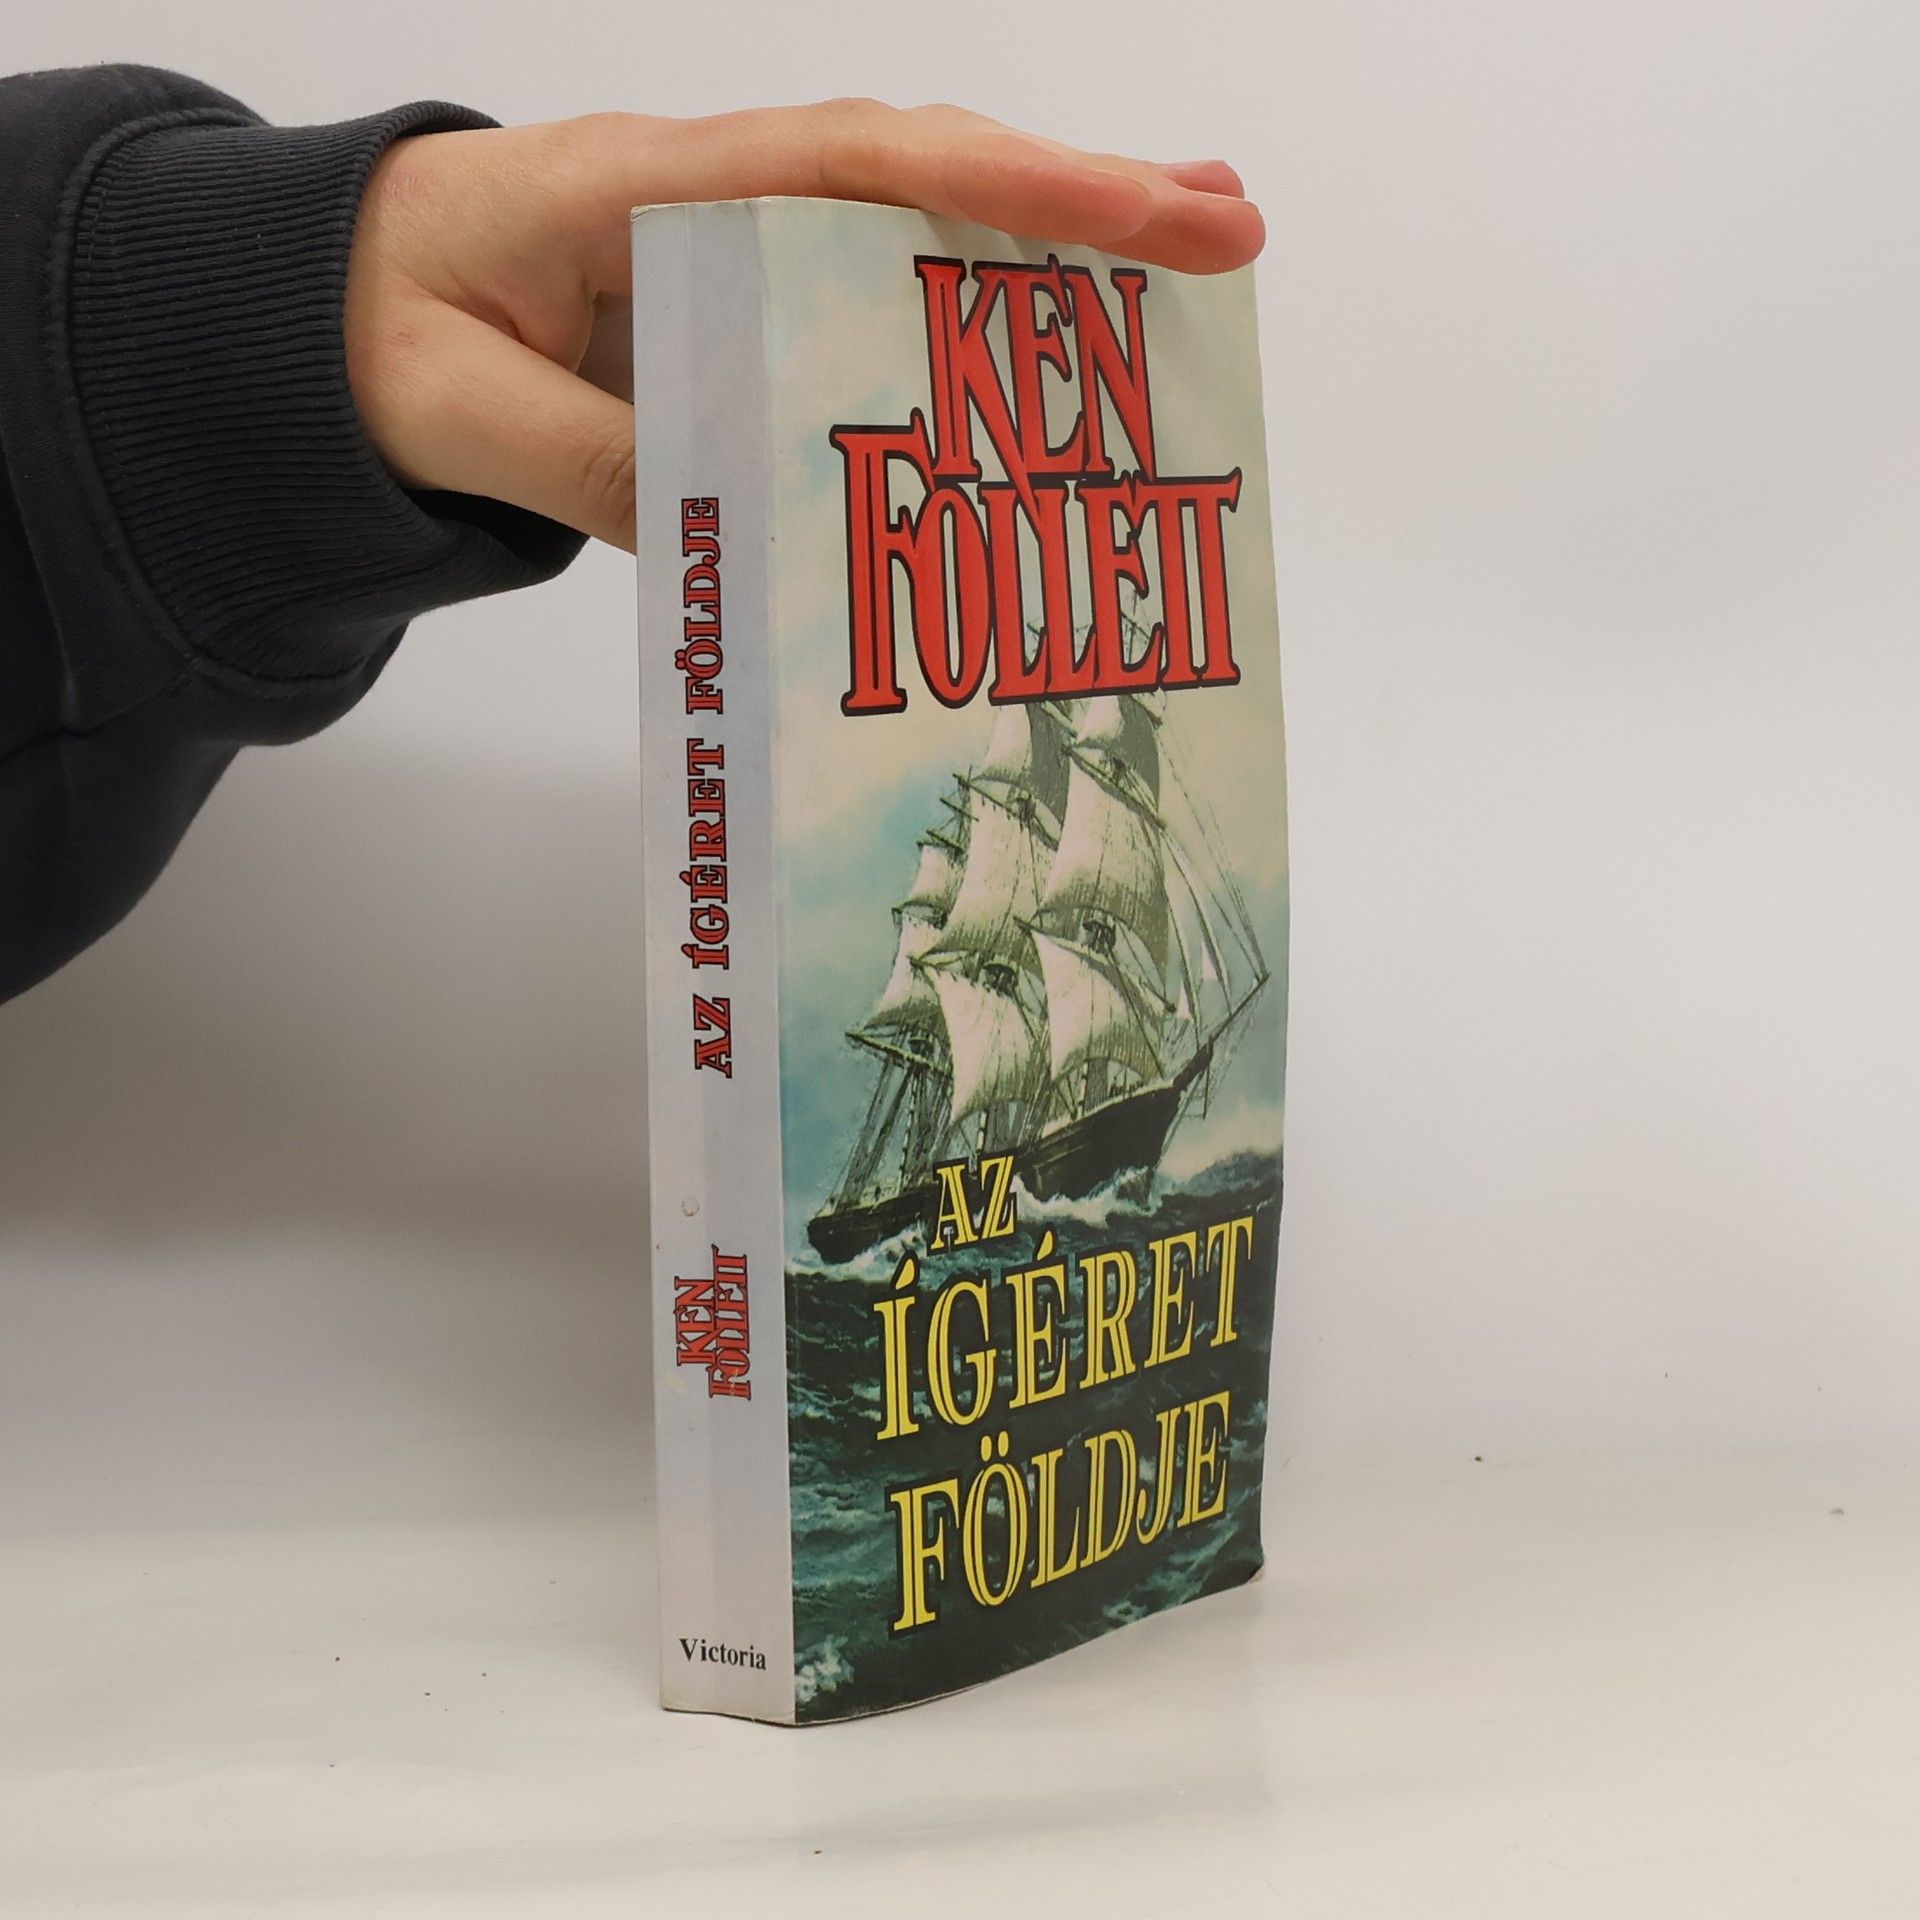 KEN
FOLLETT
AZ
ÍGÉRET
FÖLDJE
AZ ÍGÉRET FÖLDJE
KEN
FOLLETT
Victoria